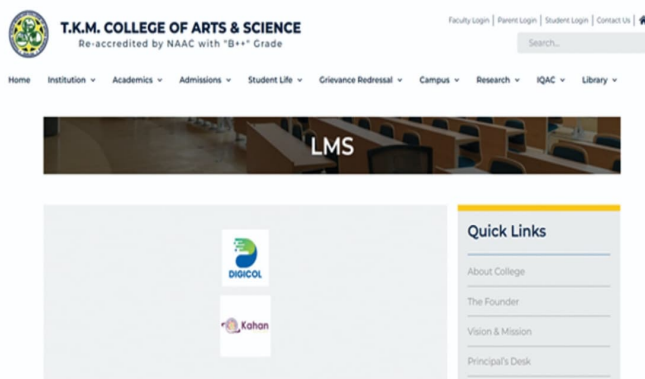 Faculty Login | Parent Login | Student Login | Contact Us |
T.K.M. COLLEGE OF ARTS & SCIENCE
Re-accredited by NAAC with "B++" Grade
Search...
Home Institution Academics Admissions Student Life Grievance Redressal Campus Research IQAC Library
LMS
DIGICOL
Kahan
Quick Links
About College
The Founder
Vision & Mission
Principal's Desk